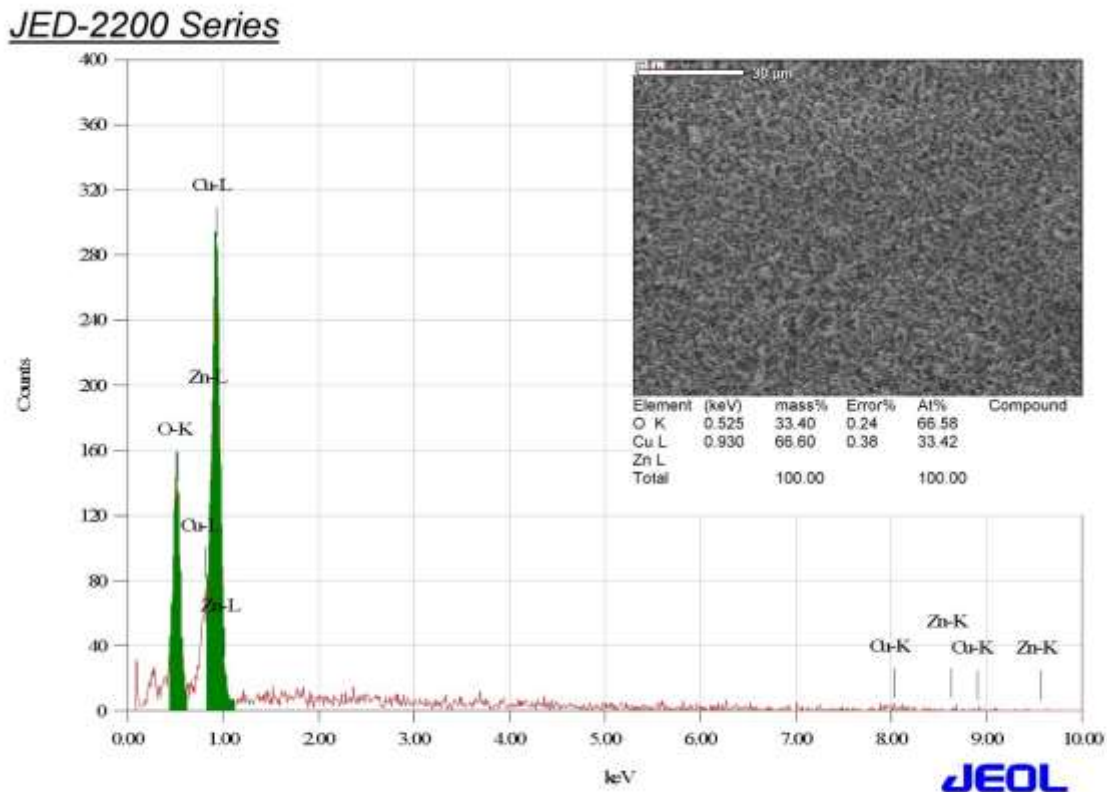 JED-2200 Series
400
360
320
280
240
200
160
120
80
40
0
Counts
Cu-L
Zn-L
O-K
Cu-L
Zn-L
30 µm
Element (keV) mass% Error% At% Compound
O K 0.525 33.40 0.24 66.58
Cu L 0.930 66.60 0.38 33.42
Zn L
Total 100.00 100.00
Zn-K
Cu-K Cu-K Zn-K
0.00 1.00 2.00 3.00 4.00 5.00 6.00 7.00 8.00 9.00 10.00
keV
JEOL